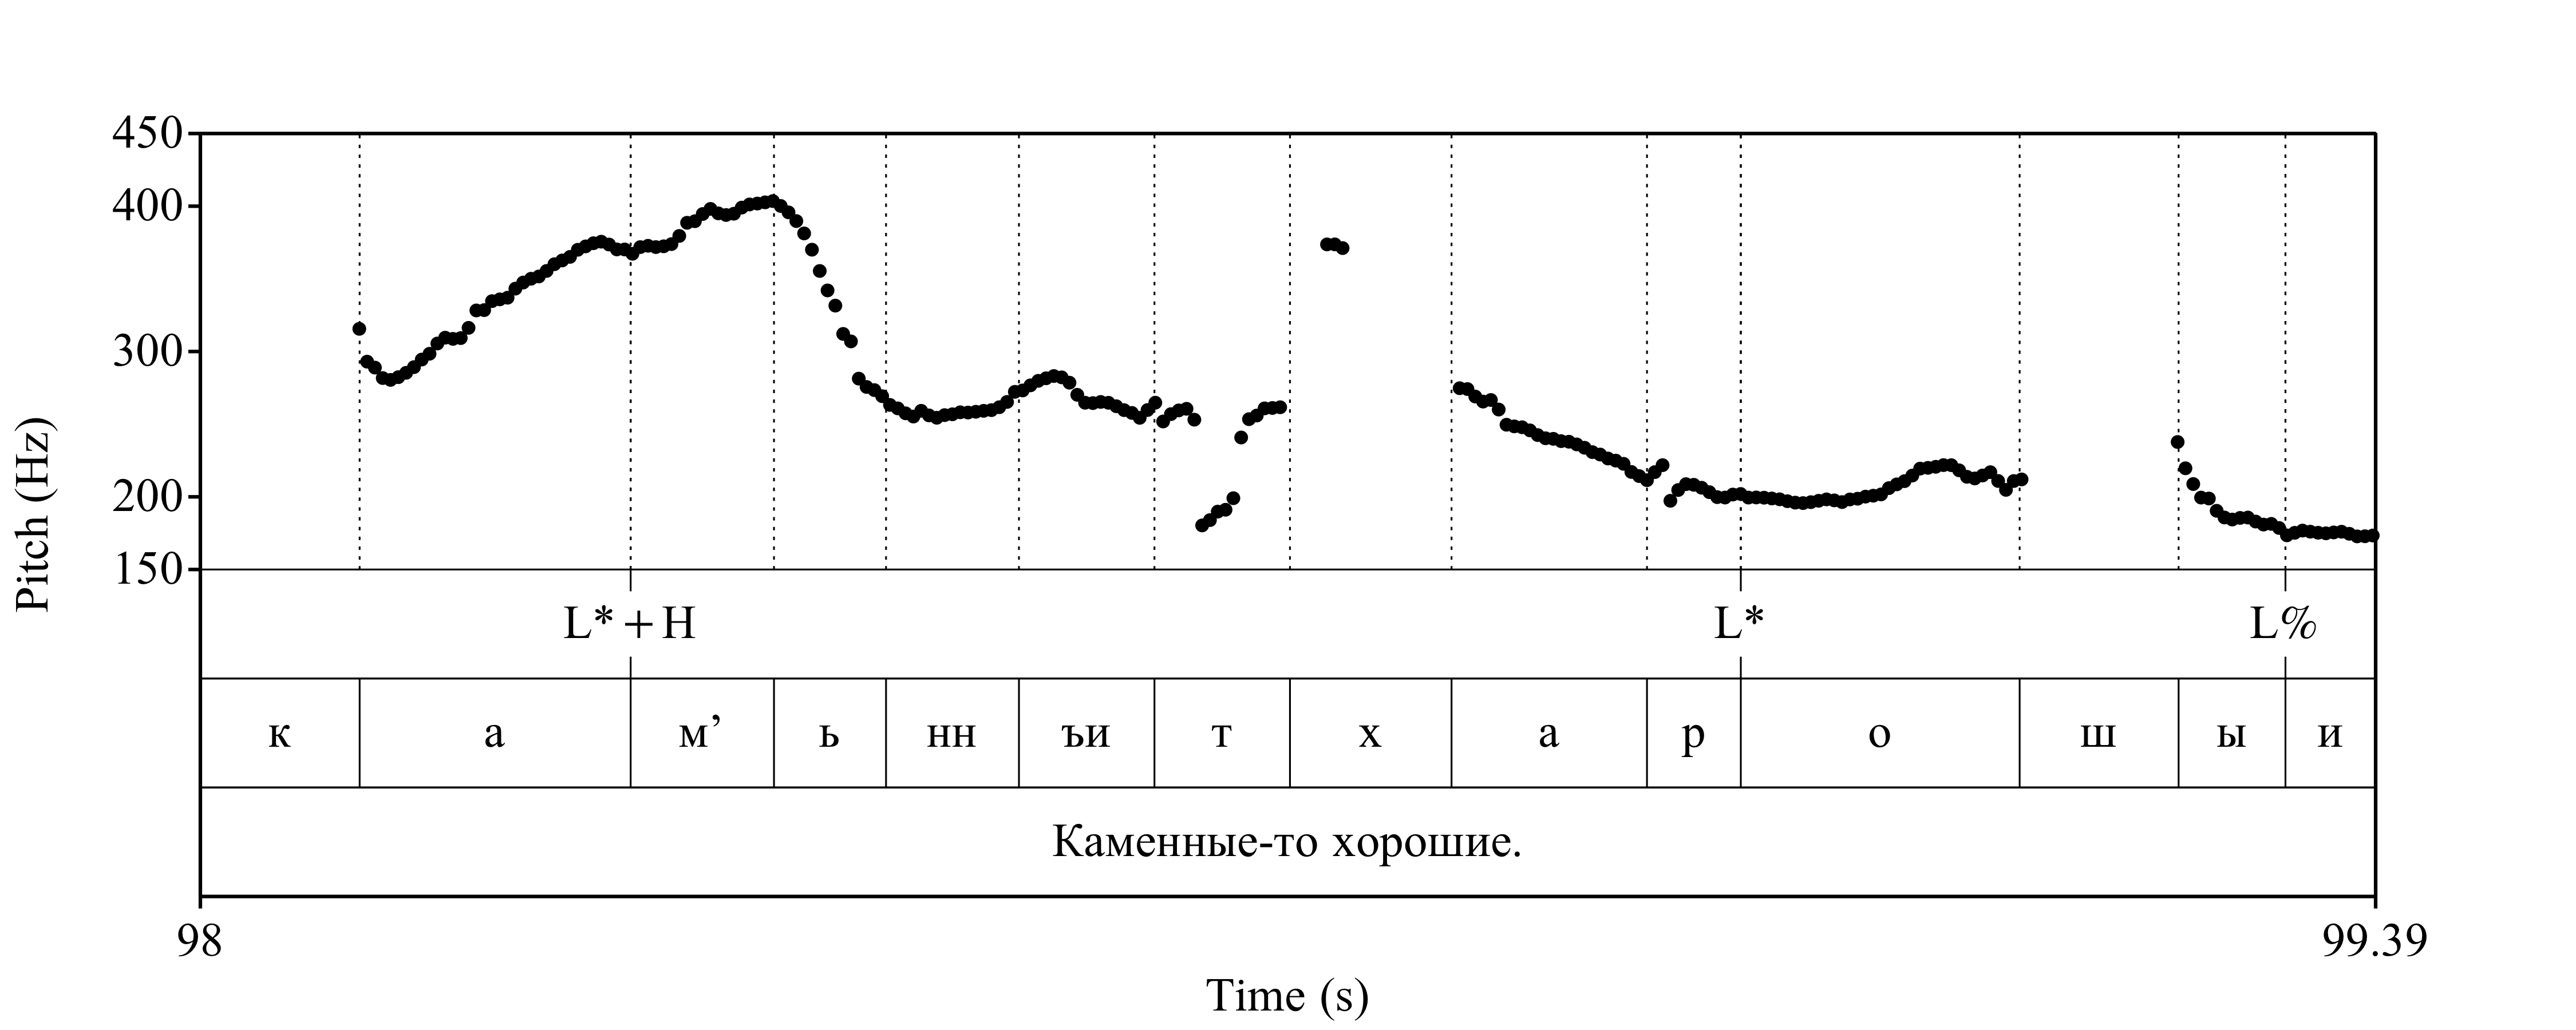 450
400
300
200
150
Pitch (Hz)
L*+H L* L%
к а м’ ь нн ъи т х а р о ш ы и
Каменные-то хорошие.
98 99.39
Time (s)